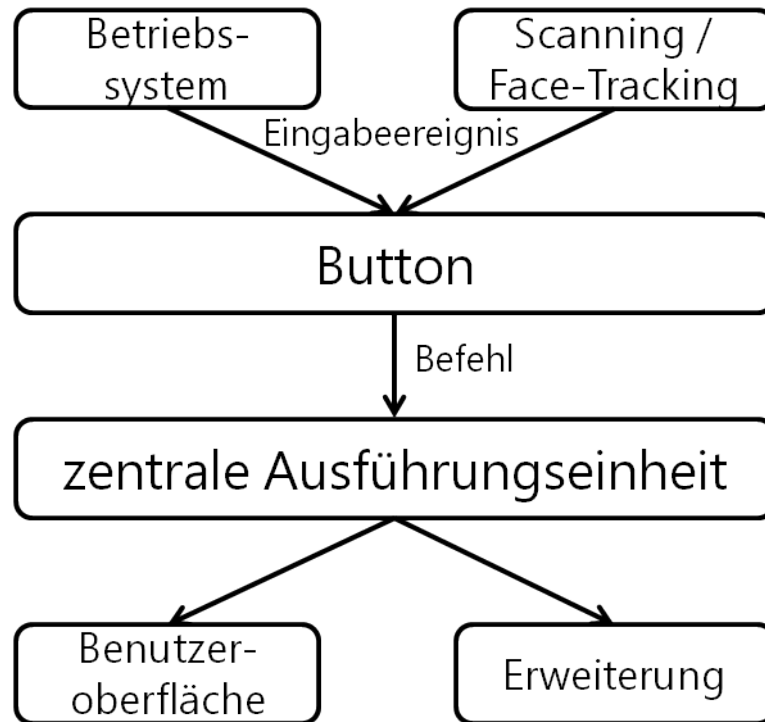 Betriebs-
system
Scanning /
Face-Tracking
Eingabeereignis
Button
Befehl
zentrale Ausführungseinheit
Benutzer-
oberfläche
Erweiterung